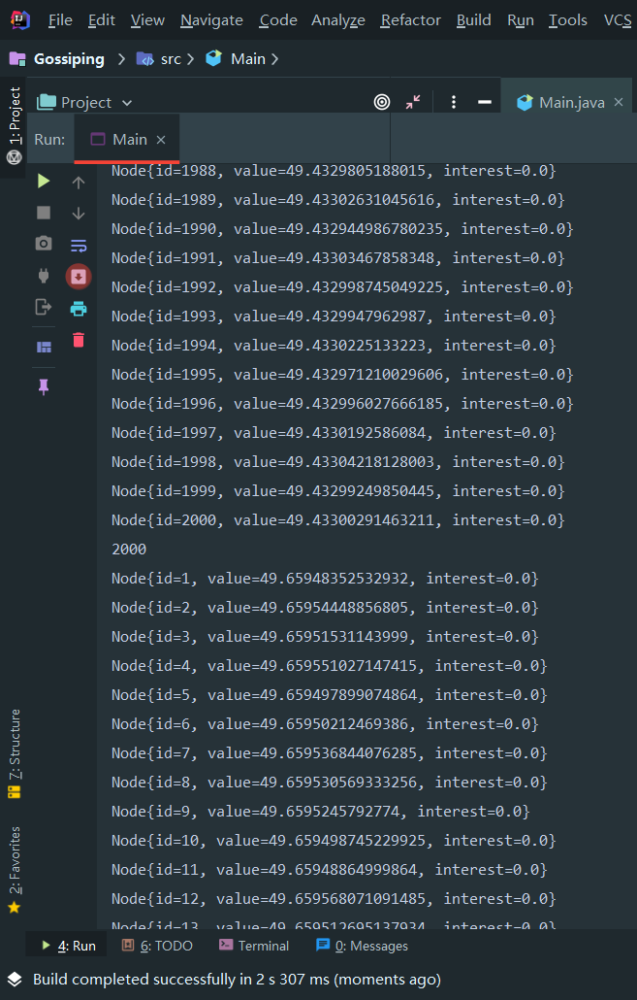 File Edit View Navigate Code Analyze Refactor Build Run Tools VCS
Gossiping src Main
1: Project
Project
Main.java
Run: Main
Node{id=1988, value=49.4329805188015, interest=0.0}
Node{id=1989, value=49.43302631045616, interest=0.0}
Node{id=1990, value=49.432944986780235, interest=0.0}
Node{id=1991, value=49.43303467858348, interest=0.0}
Node{id=1992, value=49.432998745049225, interest=0.0}
Node{id=1993, value=49.4329947962987, interest=0.0}
Node{id=1994, value=49.4330225133223, interest=0.0}
Node{id=1995, value=49.432971210029606, interest=0.0}
Node{id=1996, value=49.432996027666185, interest=0.0}
Node{id=1997, value=49.4330192586084, interest=0.0}
Node{id=1998, value=49.43304218128003, interest=0.0}
Node{id=1999, value=49.43299249850445, interest=0.0}
Node{id=2000, value=49.43300291463211, interest=0.0}
2000
Node{id=1, value=49.65948352532932, interest=0.0}
Node{id=2, value=49.65954448856805, interest=0.0}
Node{id=3, value=49.65951531143999, interest=0.0}
Node{id=4, value=49.659551027147415, interest=0.0}
Node{id=5, value=49.659497899074864, interest=0.0}
Node{id=6, value=49.65950212469386, interest=0.0}
Node{id=7, value=49.659536844076285, interest=0.0}
Node{id=8, value=49.659530569333256, interest=0.0}
Node{id=9, value=49.6595245792774, interest=0.0}
Node{id=10, value=49.659498745229925, interest=0.0}
Node{id=11, value=49.65948864999864, interest=0.0}
Node{id=12, value=49.659568071091485, interest=0.0}
Node{id=13, value=49.659512695137934, interest=0.0}
7: Structure
2: Favorites
4: Run 6: TODO Terminal 0: Messages
Build completed successfully in 2 s 307 ms (moments ago)